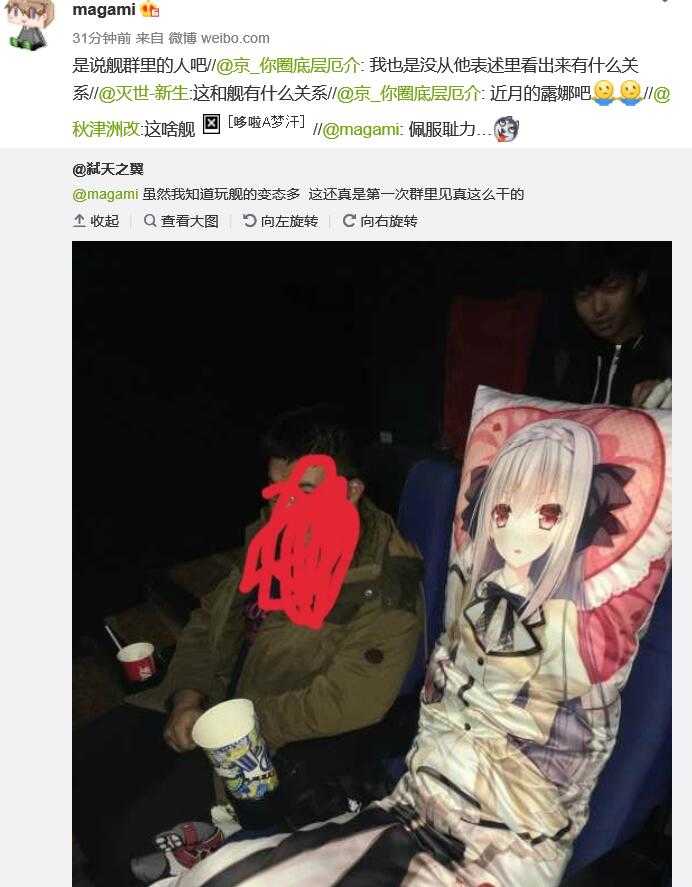 magami
31分钟前 来自 微博 weibo.com
是说舰群里的人吧//@京_你圈底层厄介: 我也是没从他表述里看出来有什么关
系//@灭世-新生:这和舰有什么关系//@京_你圈底层厄介: 近月的露娜吧//@
秋津洲改:这啥舰 [哆啦A梦汗] //@magami: 佩服耻力...
@弑天之翼
@magami 虽然我知道玩舰的变态多 这还真是第一次群里见真这么干的
收起 查看大图 向左旋转 向右旋转